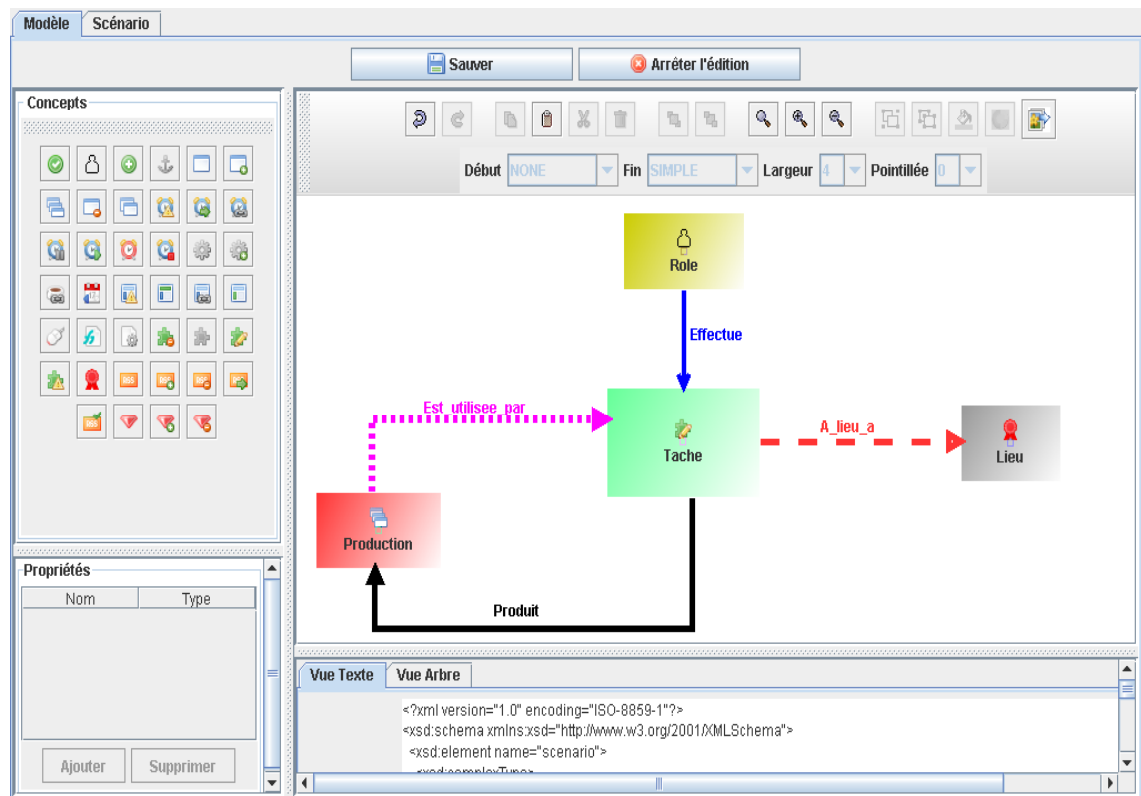 Modèle Scénario
Sauver Arrêter l'édition
Concepts
Début NONE Fin SIMPLE Largeur 4 Pointillée 0
Role
Effectue
Est_utilisee_par
A_lieu_a
Tache
Lieu
Production
Produit
Propriétés
Nom Type
Ajouter Supprimer
Vue Texte Vue Arbre
<?xml version="1.0" encoding="ISO-8859-1"?>
<xsd:schema xmlns:xsd="http://www.w3.org/2001/XMLSchema">
<xsd:element name="scenario">
<xsd:complexType>